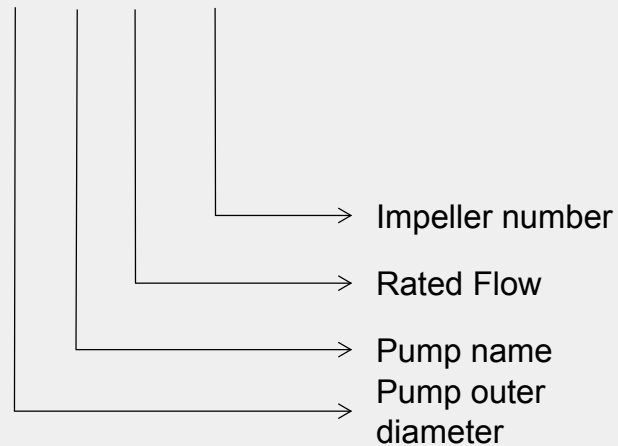 Impeller number
Rated Flow
Pump name
Pump outer
diameter